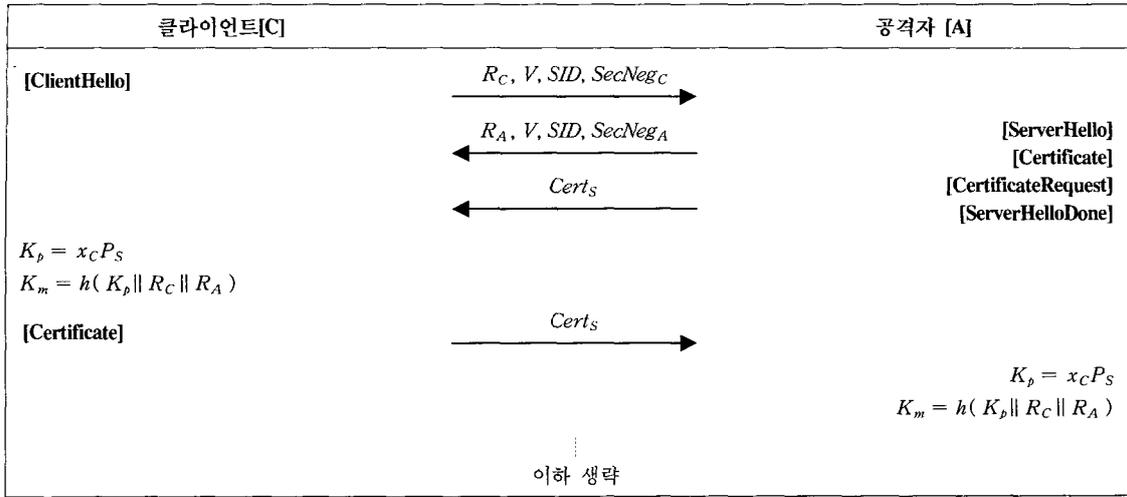 클라이언트[C] 공격자 [A]
[ClientHello] R_C, V, SID, SecNeg_C
R_A, V, SID, SecNeg_A [ServerHello]
[Certificate]
Cert_S [CertificateRequest]
[ServerHelloDone]
K_p = x_C P_S
K_m = h( K_p || R_C || R_A )
[Certificate] Cert_S
K_p = x_C P_S
K_m = h( K_p || R_C || R_A )
이하 생략